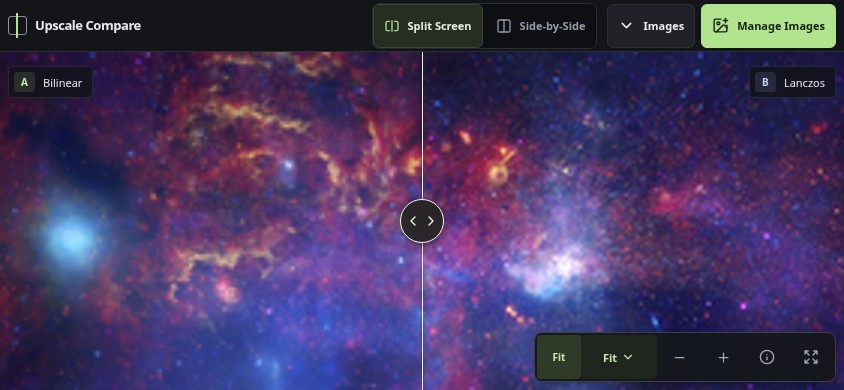 Upscale Compare
Split Screen
Side-by-Side
Images
Manage Images
A Bilinear
B Lanczos
Fit
Fit